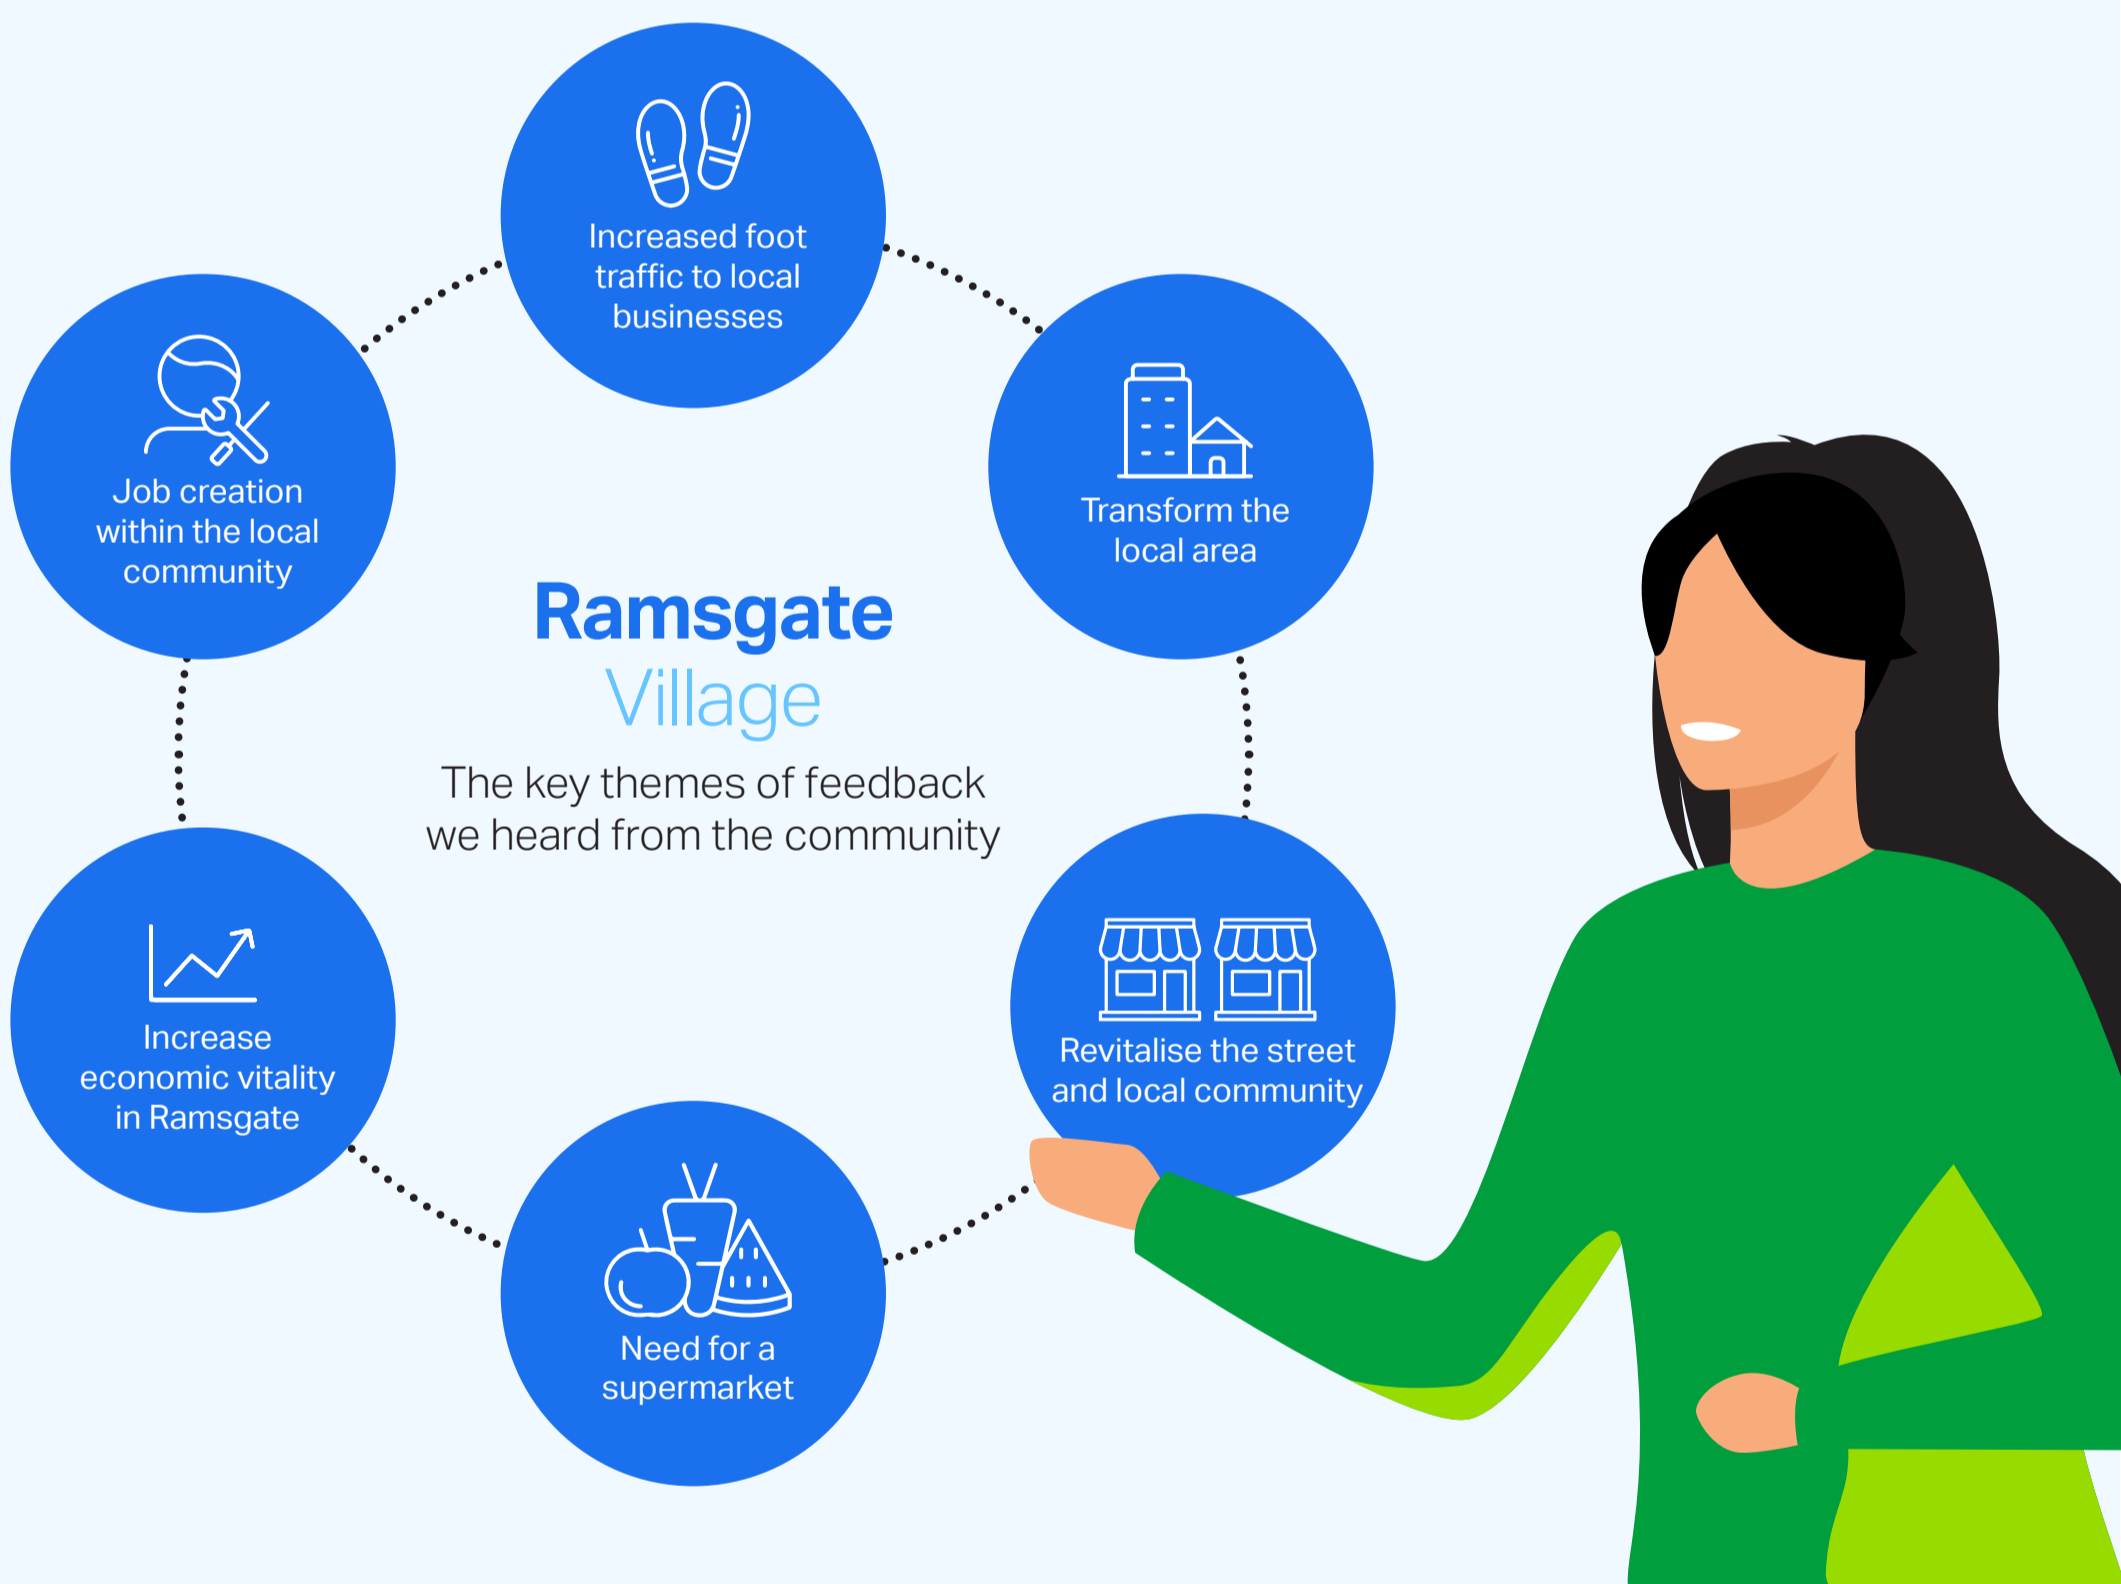 Increased foot
traffic to local
businesses
Job creation
within the local
community
Transform the
local area
Ramsgate
Village
The key themes of feedback
we heard from the community
Increase
economic vitality
in Ramsgate
Revitalise the street
and local community
Need for a
supermarket